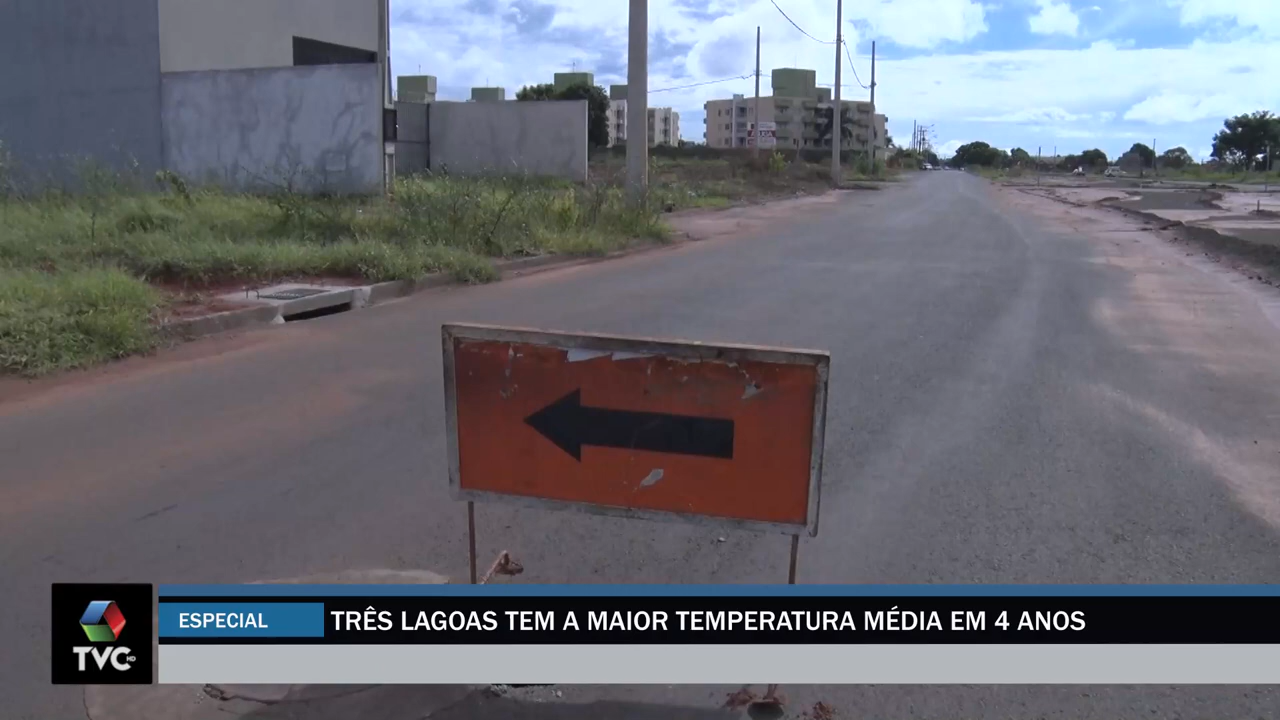 ESPECIAL
TRÊS LAGOAS TEM A MAIOR TEMPERATURA MÉDIA EM 4 ANOS
TVC HD